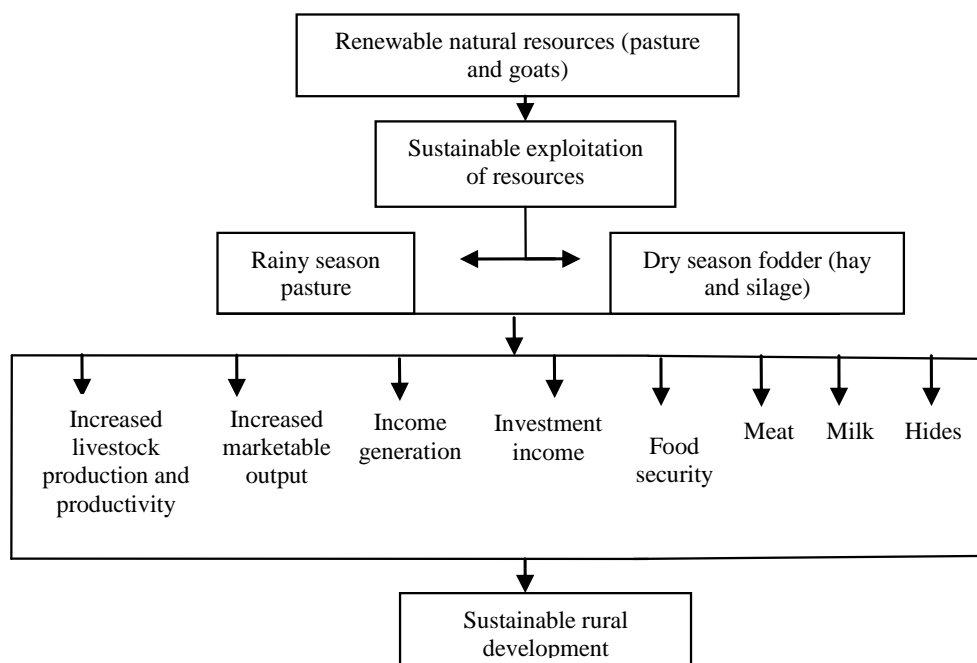 Renewable natural resources (pasture
and goats)
Sustainable exploitation
of resources
Rainy season
pasture
Dry season fodder (hay
and silage)
Increased
livestock
production and
productivity
Increased
marketable
output
Income
generation
Investment
income
Food
security
Meat
Milk
Hides
Sustainable rural
development